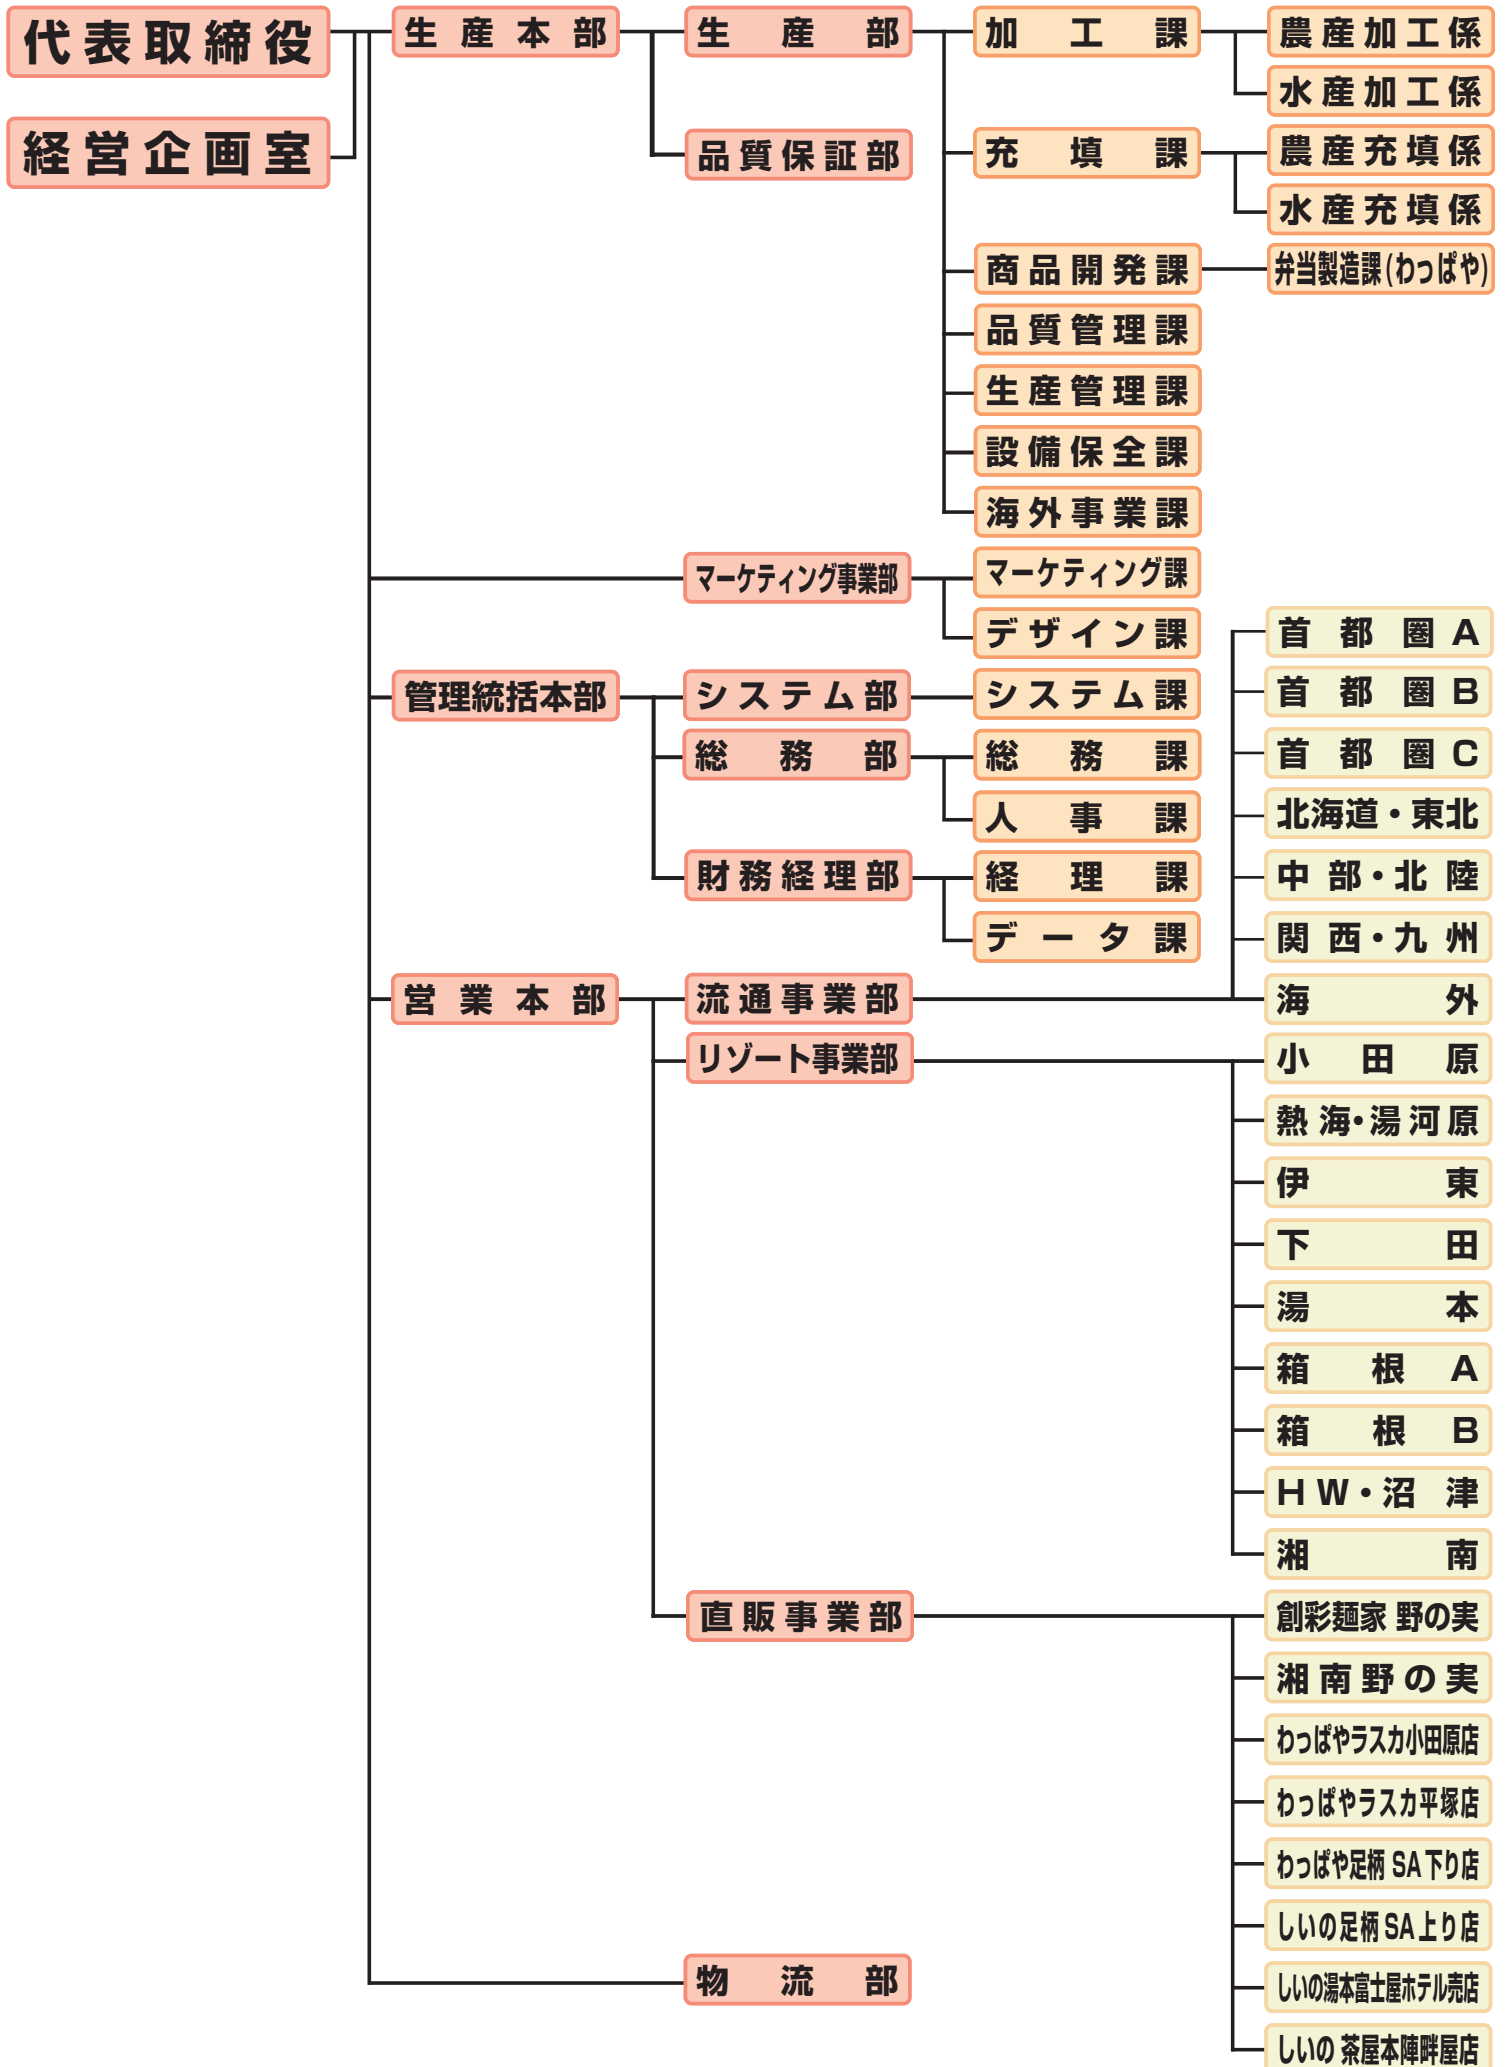 代表取締役
経営企画室
生産本部
生産部
加工課
農産加工係
水産加工係
充填課
農産充填係
水産充填係
商品開発課
弁当製造課(わっぱや)
品質管理課
生産管理課
設備保全課
海外事業課
品質保証部
マーケティング事業部
マーケティング課
デザイン課
管理統括本部
システム部
システム課
総務部
総務課
人事課
財務経理部
経理課
データ課
営業本部
流通事業部
首都圏A
首都圏B
首都圏C
北海道・東北
中部・北陸
関西・九州
海外
リゾート事業部
小田原
熱海・湯河原
伊東
下田
湯本
箱根A
箱根B
HW・沼津
湘南
直販事業部
創彩麺家 野の実
湘南野の実
わっぱやラスカ小田原店
わっぱやラスカ平塚店
わっぱや足柄SA下り店
しいの足柄SA上り店
しいの湯本富士屋ホテル売店
しいの茶屋本陣畔屋店
物流部